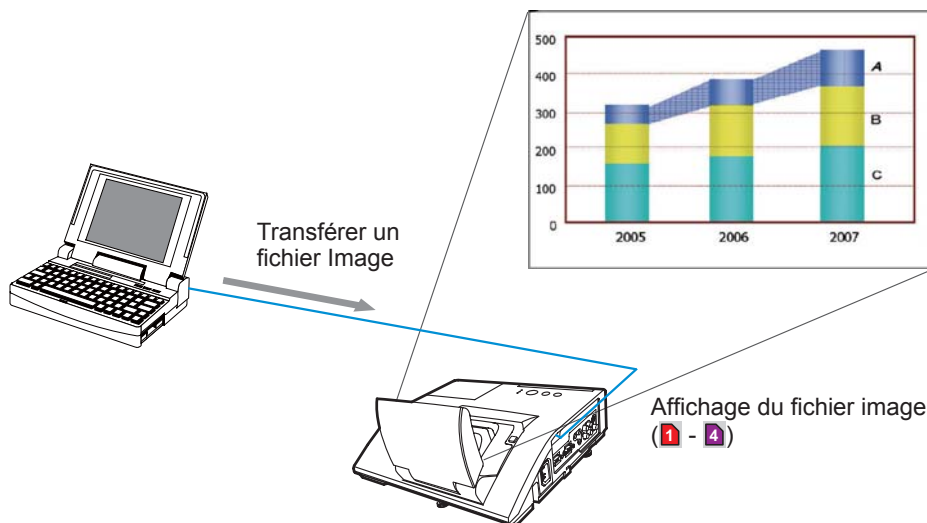 500
400
300
200
100
0
A
B
C
2005 2006 2007
Transférer un
fichier Image
Affichage du fichier image
(1 - 4)